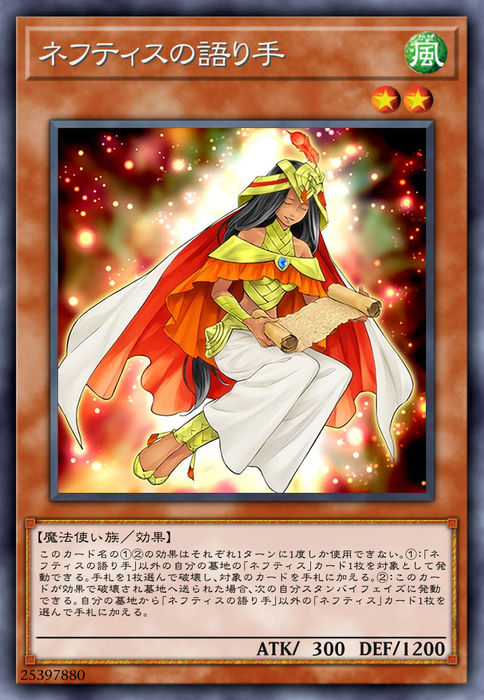 ネフティスの語り手
かぜ
風
【魔法使い族／効果】
このカード名の①②の効果はそれぞれ1ターンに1度しか使用できない。①:「ネ
フティスの語り手」以外の自分の墓地の「ネフティス」カード1枚を対象として発
動できる。手札を1枚選んで破壊し、対象のカードを手札に加える。②:このカー
ドが効果で破壊され墓地へ送られた場合、次の自分スタンバイフェイズに発動
できる。自分の墓地から「ネフティスの語り手」以外の「ネフティス」カード1枚を
選んで手札に加える。
ATK/ 300 DEF/1200
25397880